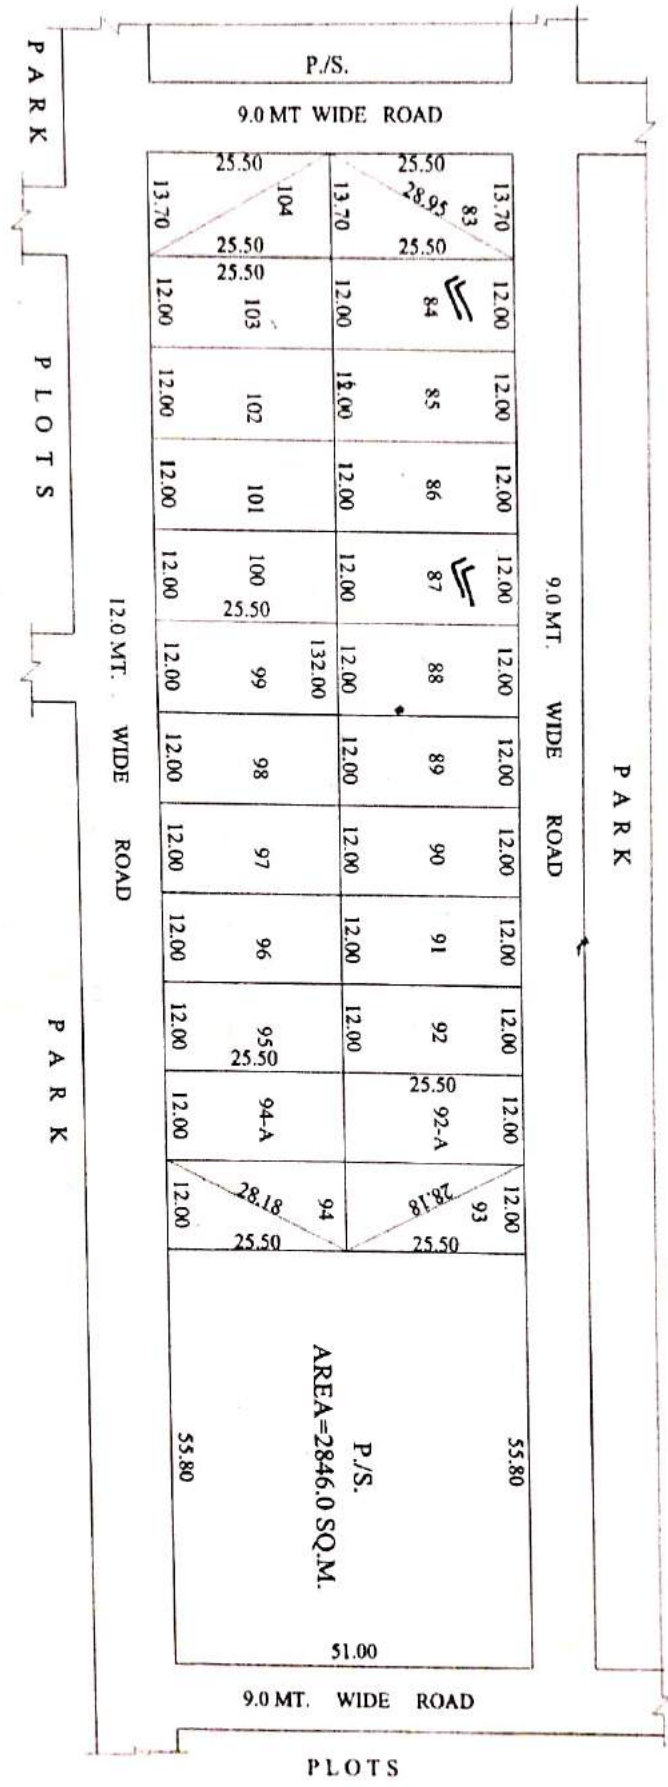 P./S.
9.0 MT WIDE ROAD
PARK
25.50 25.50
13.70 104 13.70 28.95 83 13.70
25.50 25.50
25.50
12.00 103 12.00 84 12.00
PLOTS
12.00 102 12.00 85 12.00
12.00 101 12.00 86 12.00
12.00 100 12.00 87 12.00
25.50
12.0 MT. WIDE ROAD
9.0 MT. WIDE ROAD
PARK
12.00 99 132.00 12.00 88 12.00
12.00 98 12.00 89 12.00
12.00 97 12.00 90 12.00
12.00 96 12.00 91 12.00
12.00 95 12.00 92 12.00
25.50
25.50
PARK
12.00 94-A 92-A 12.00
12.00 28.18 94 28.18 93 12.00
25.50 25.50
P./S.
AREA=2846.0 SQ.M.
55.80 55.80
51.00
9.0 MT. WIDE ROAD
PLOTS